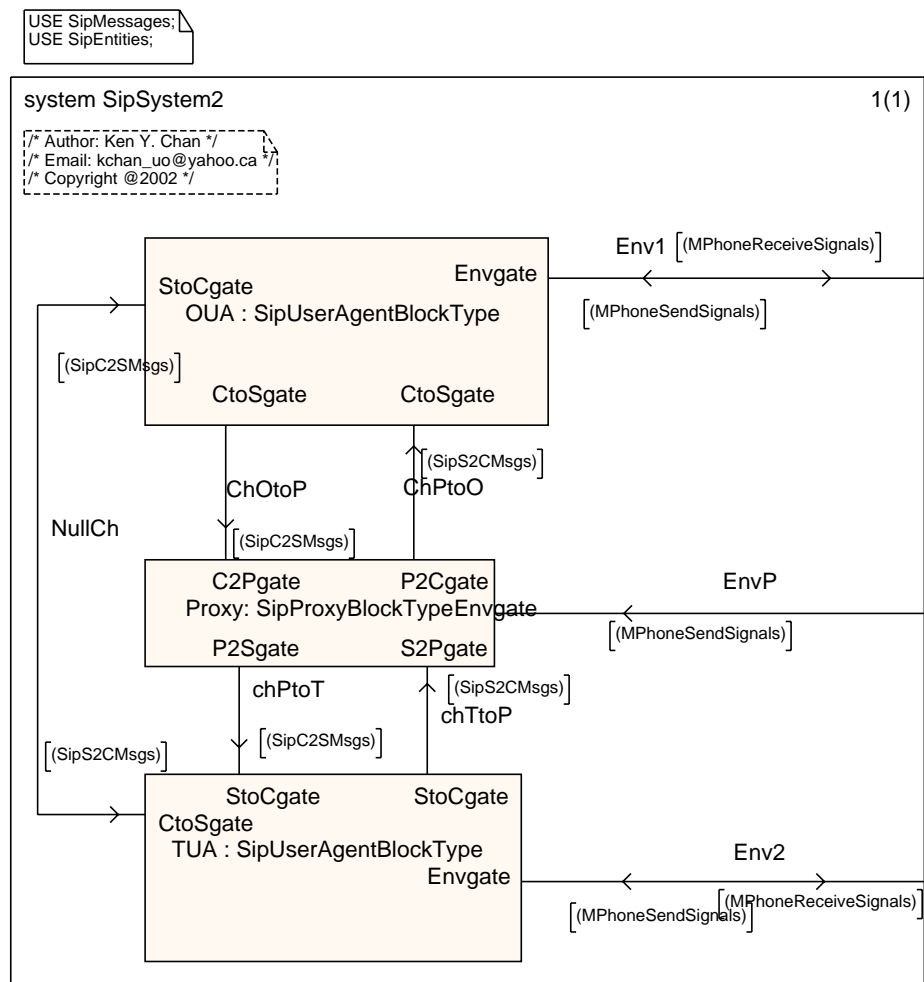 USE SipMessages;
USE SipEntities;
system SipSystem2
1(1)
/* Author: Ken Y. Chan */
/* Email: kchan_uo@yahoo.ca */
/* Copyright @2002 */
Env1
[(MPhoneReceiveSignals)]
Envgate
StoCgate
OUA : SipUserAgentBlockType
[(MPhoneSendSignals)]
[(SipC2SMsgs)]
CtoSgate
CtoSgate
[(SipS2CMsgs)]
ChOtoP
ChPtoO
NullCh
[(SipC2SMsgs)]
C2Pgate
P2Cgate
EnvP
Proxy: SipProxyBlockType
Envgate
[(MPhoneSendSignals)]
P2Sgate
S2Pgate
chPtoT
[(SipS2CMsgs)]
chTtoP
[(SipC2SMsgs)]
[(SipS2CMsgs)]
StoCgate
StoCgate
CtoSgate
TUA : SipUserAgentBlockType
Env2
Envgate
[(MPhoneReceiveSignals)]
[(MPhoneSendSignals)]